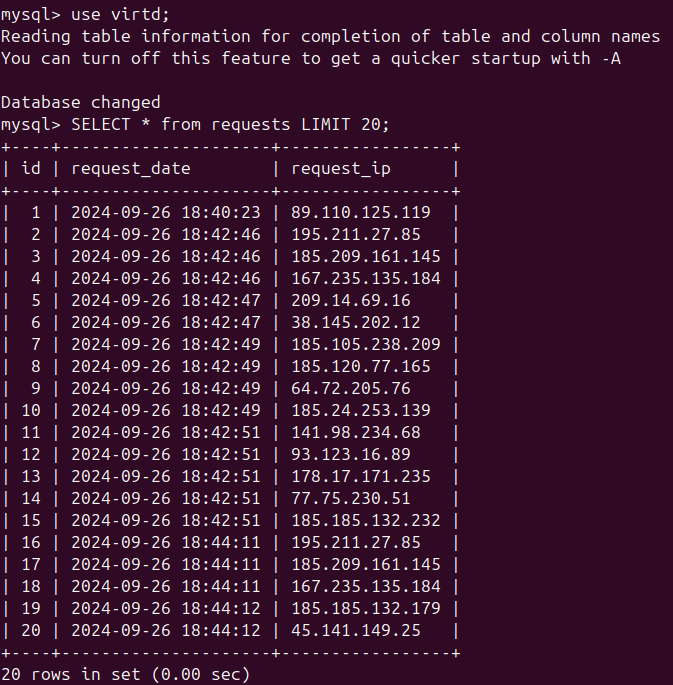 mysql> use virtd;
Reading table information for completion of table and column names
You can turn off this feature to get a quicker startup with -A

Database changed
mysql> SELECT * from requests LIMIT 20;
+----+---------------------+-----------------+
| id | request_date        | request_ip      |
+----+---------------------+-----------------+
|  1 | 2024-09-26 18:40:23 | 89.110.125.119  |
|  2 | 2024-09-26 18:42:46 | 195.211.27.85   |
|  3 | 2024-09-26 18:42:46 | 185.209.161.145 |
|  4 | 2024-09-26 18:42:46 | 167.235.135.184 |
|  5 | 2024-09-26 18:42:47 | 209.14.69.16    |
|  6 | 2024-09-26 18:42:47 | 38.145.202.12   |
|  7 | 2024-09-26 18:42:49 | 185.105.238.209 |
|  8 | 2024-09-26 18:42:49 | 185.120.77.165  |
|  9 | 2024-09-26 18:42:49 | 64.72.205.76    |
| 10 | 2024-09-26 18:42:49 | 185.24.253.139  |
| 11 | 2024-09-26 18:42:51 | 141.98.234.68   |
| 12 | 2024-09-26 18:42:51 | 93.123.16.89    |
| 13 | 2024-09-26 18:42:51 | 178.17.171.235  |
| 14 | 2024-09-26 18:42:51 | 77.75.230.51    |
| 15 | 2024-09-26 18:42:51 | 185.185.132.232 |
| 16 | 2024-09-26 18:44:11 | 195.211.27.85   |
| 17 | 2024-09-26 18:44:11 | 185.209.161.145 |
| 18 | 2024-09-26 18:44:11 | 167.235.135.184 |
| 19 | 2024-09-26 18:44:12 | 185.185.132.179 |
| 20 | 2024-09-26 18:44:12 | 45.141.149.25   |
+----+---------------------+-----------------+
20 rows in set (0.00 sec)